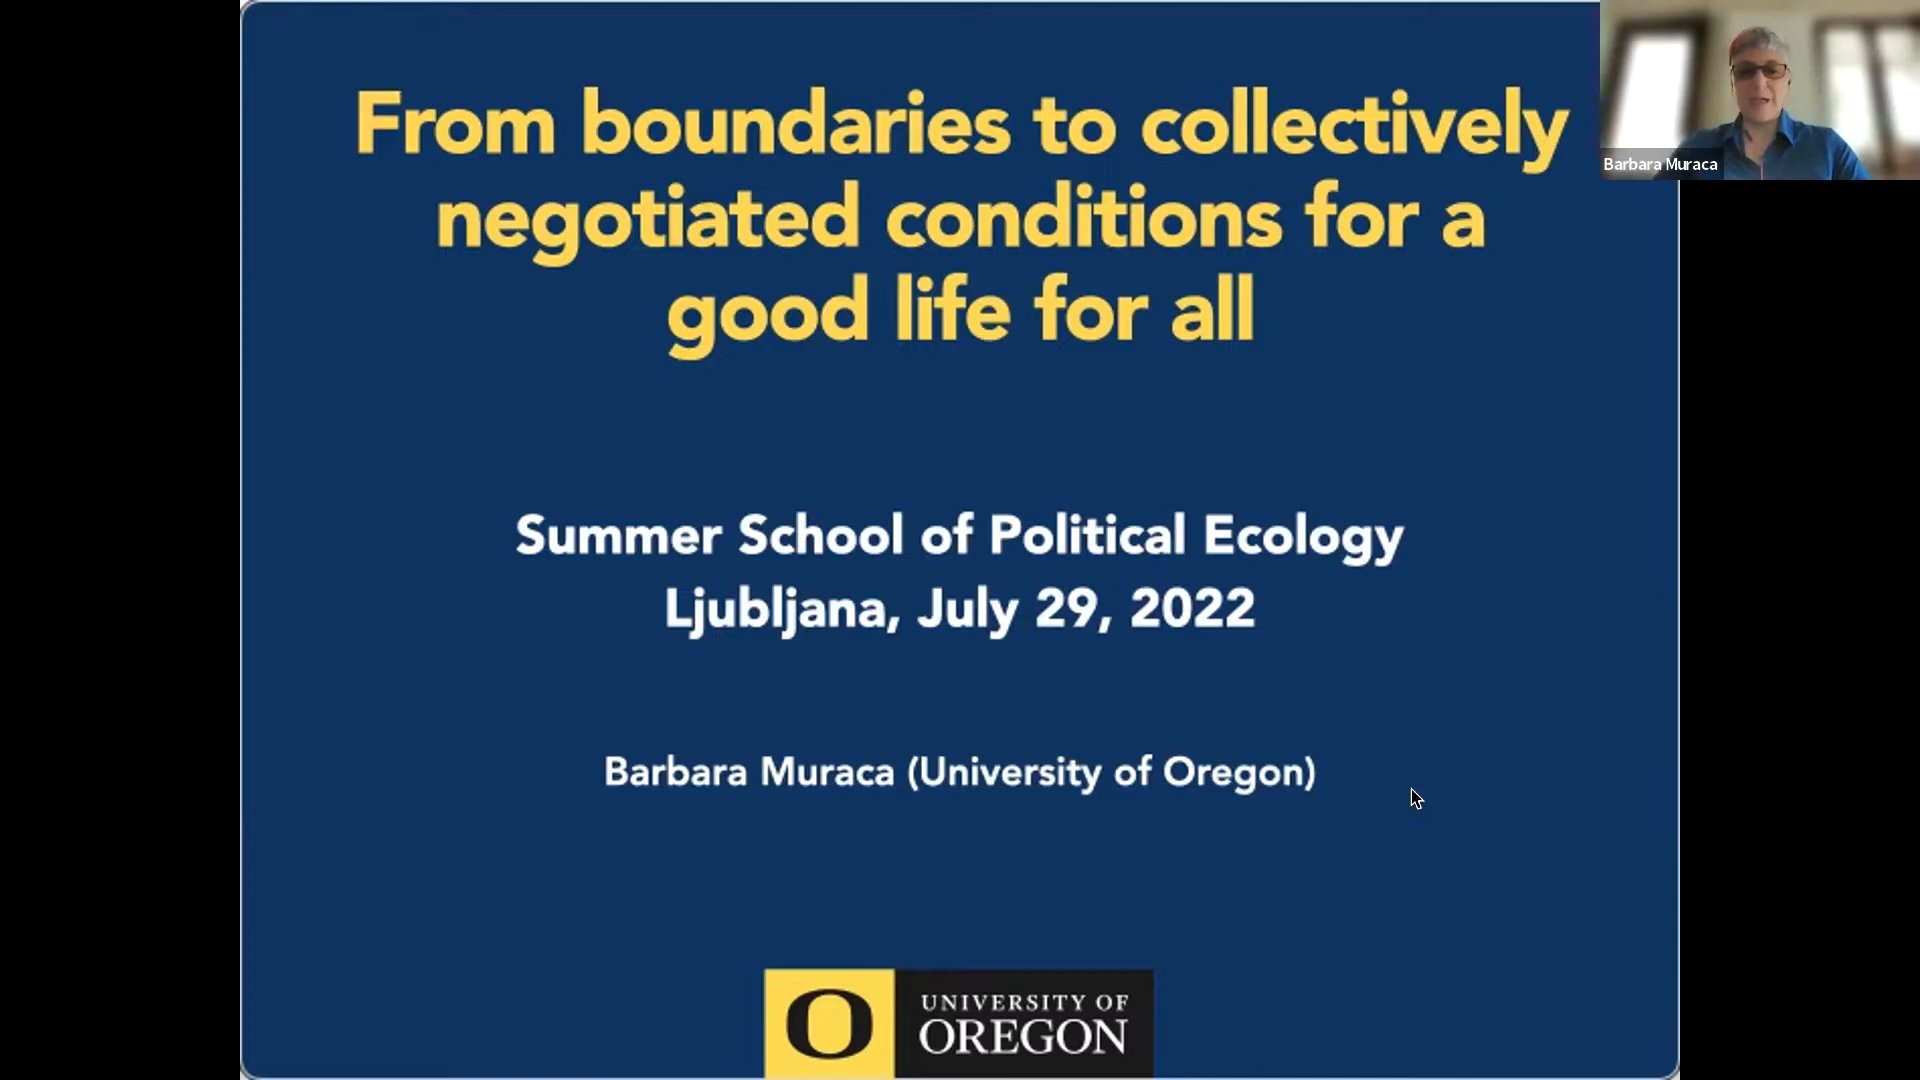 From boundaries to collectively
negotiated conditions for a
good life for all
Barbara Muraca
Summer School of Political Ecology
Ljubljana, July 29, 2022
Barbara Muraca (University of Oregon)
O
UNIVERSITY OF
OREGON